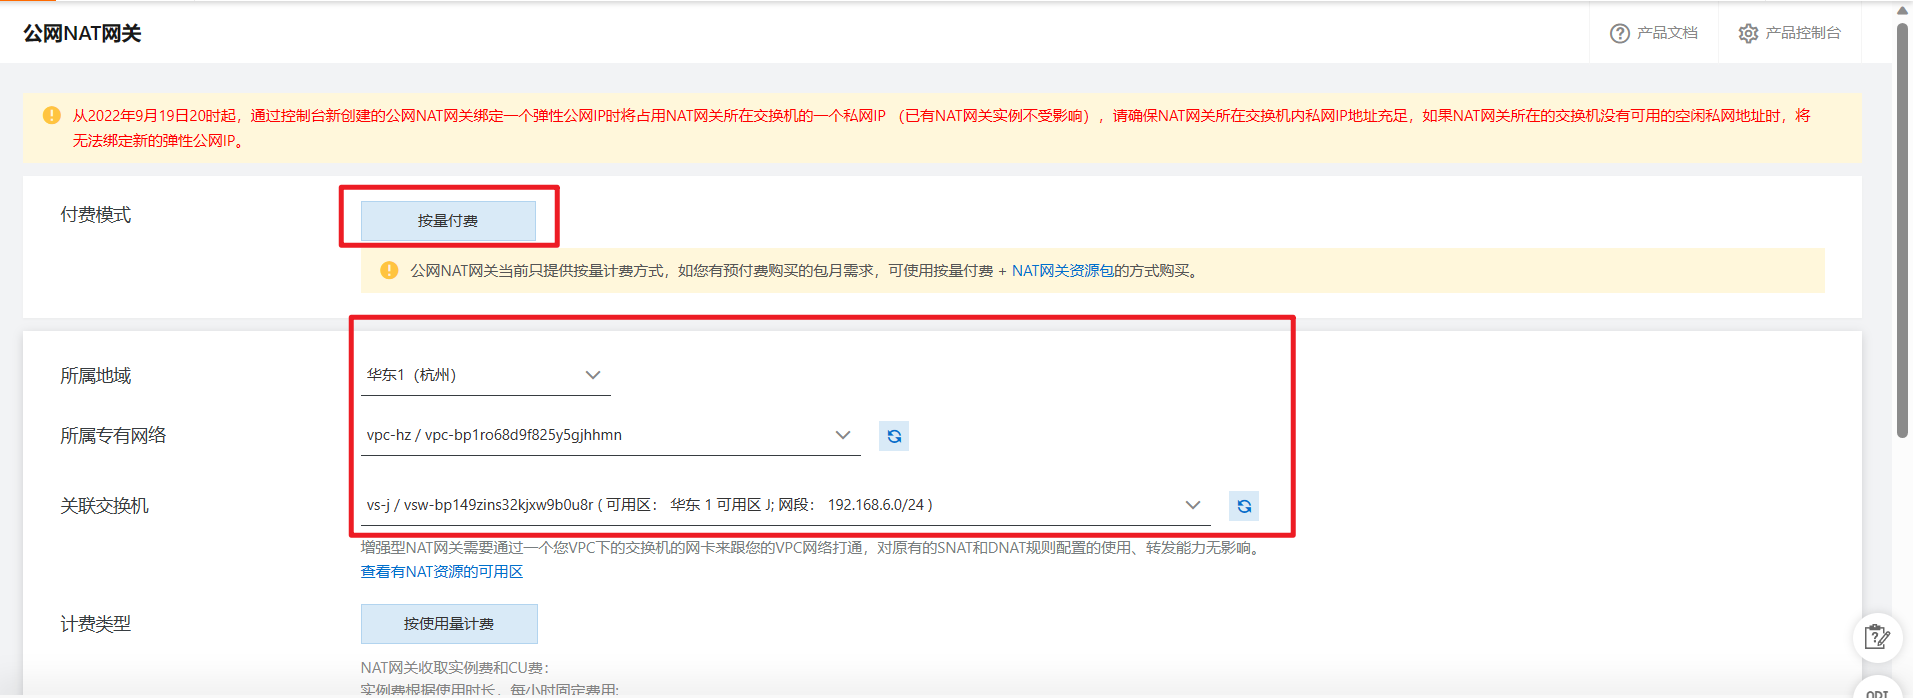 公网NAT网关
产品文档
产品控制台
从2022年9月19日20时起，通过控制台新创建的公网NAT网关绑定一个弹性公网IP时将占用NAT网关所在交换机的一个私网IP （已有NAT网关实例不受影响），请确保NAT网关所在交换机内私网IP地址充足，如果NAT网关所在的交换机没有可用的空闲私网地址时，将
无法绑定新的弹性公网IP。
付费模式
按量付费
公网NAT网关当前只提供按量计费方式，如您有预付费购买的包月需求，可使用按量付费 + NAT网关资源包的方式购买。
所属地域
华东1（杭州）
所属专有网络
vpc-hz / vpc-bp1ro68d9f825y5gjhhmn
关联交换机
vs-j / vsw-bp149zins32kjxw9b0u8r ( 可用区： 华东 1 可用区 J; 网段： 192.168.6.0/24 )
增强型NAT网关需要通过一个您VPC下的交换机的网卡来跟您的VPC网络打通，对原有的SNAT和DNAT规则配置的使用、转发能力无影响。
查看有NAT资源的可用区
计费类型
按使用量计费
NAT网关收取实例费和CU费：
实例费根据使用时长，每小时固定费用;